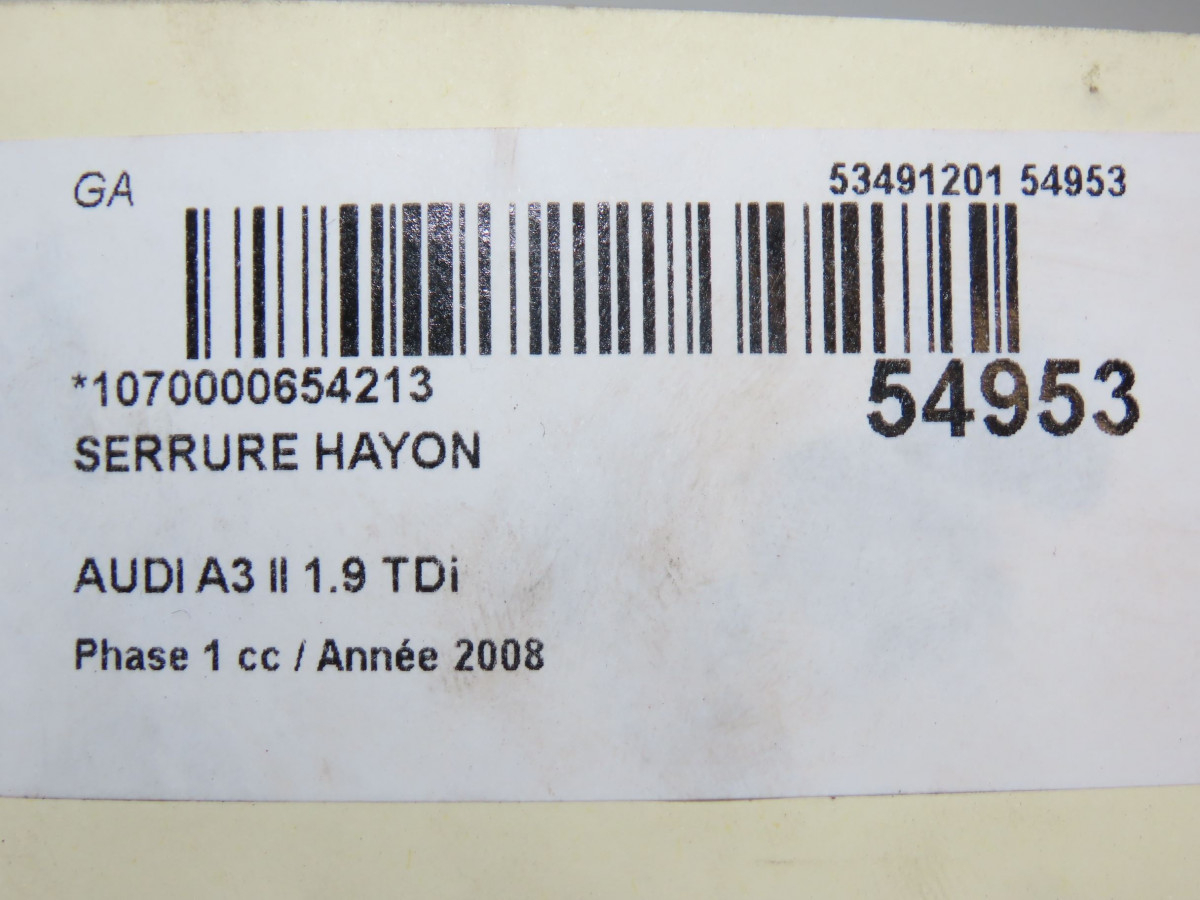 GA
53491201 54953
*1070000654213
54953
SERRURE HAYON
AUDI A3 II 1.9 TDi
Phase 1 cc / Année 2008